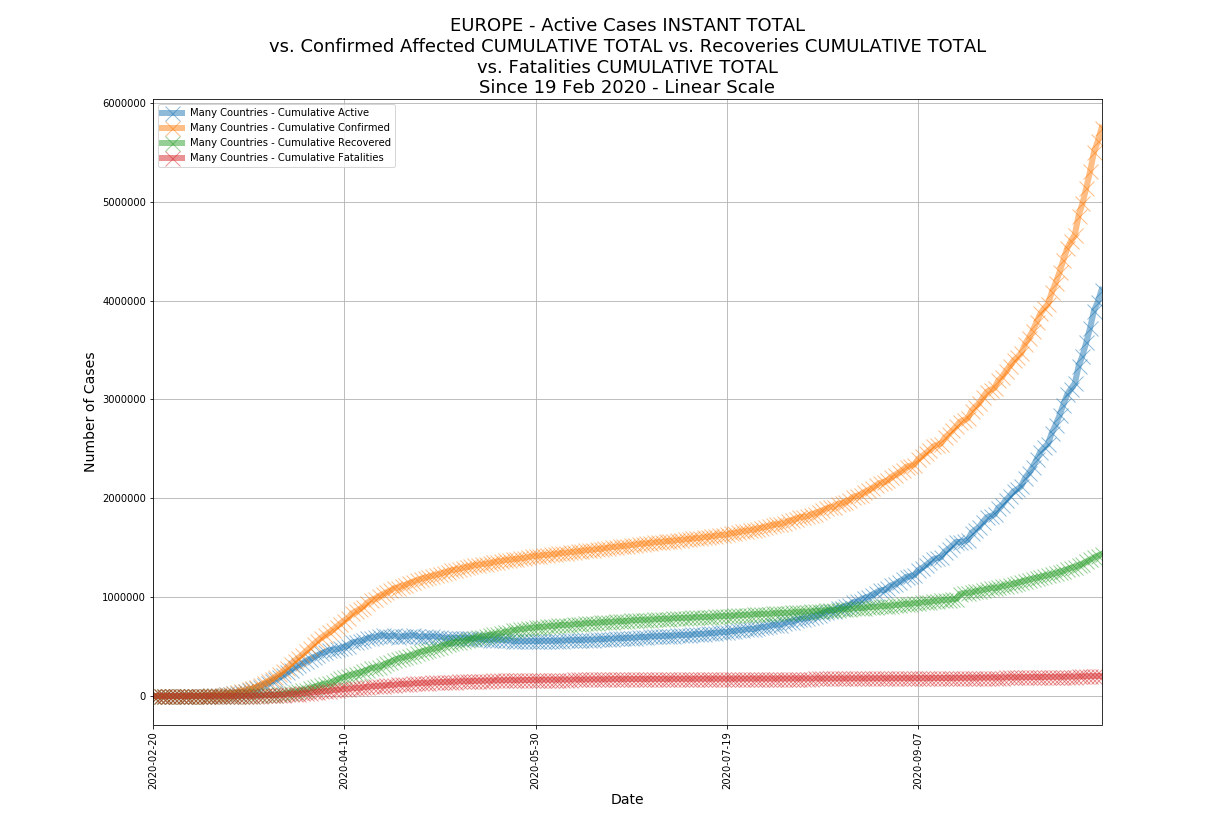 EUROPE - Active Cases INSTANT TOTAL
vs. Confirmed Affected CUMULATIVE TOTAL vs. Recoveries CUMULATIVE TOTAL
vs. Fatalities CUMULATIVE TOTAL
Since 19 Feb 2020 - Linear Scale
Many Countries - Cumulative Active
Many Countries - Cumulative Confirmed
Many Countries - Cumulative Recovered
Many Countries - Cumulative Fatalities
Number of Cases
6000000
5000000
4000000
3000000
2000000
1000000
0
2020-02-20
2020-04-10
2020-05-30
2020-07-19
2020-09-07
Date